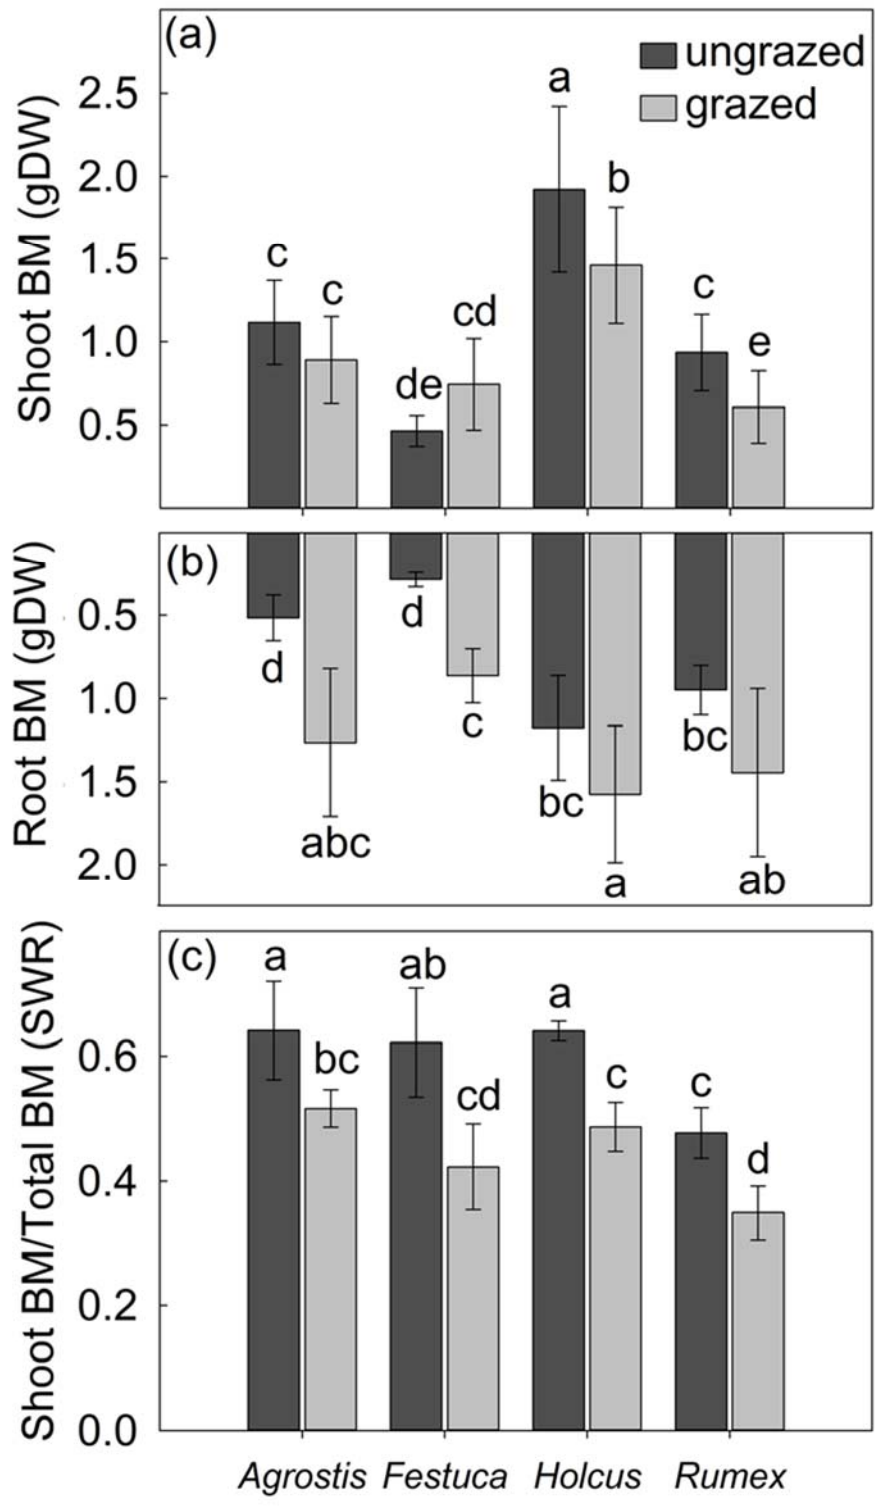 (a)
ungrazed
grazed
Shoot BM (gDW)
2.5
2.0
1.5
1.0
0.5
c
c
de
cd
a
b
c
e
(b)
Root BM (gDW)
0.5
1.0
1.5
2.0
d
abc
d
c
bc
a
bc
ab
(c)
Shoot BM/Total BM (SWR)
0.6
0.4
0.2
0.0
a
bc
ab
cd
a
c
c
d
Agrostis Festuca Holcus Rumex